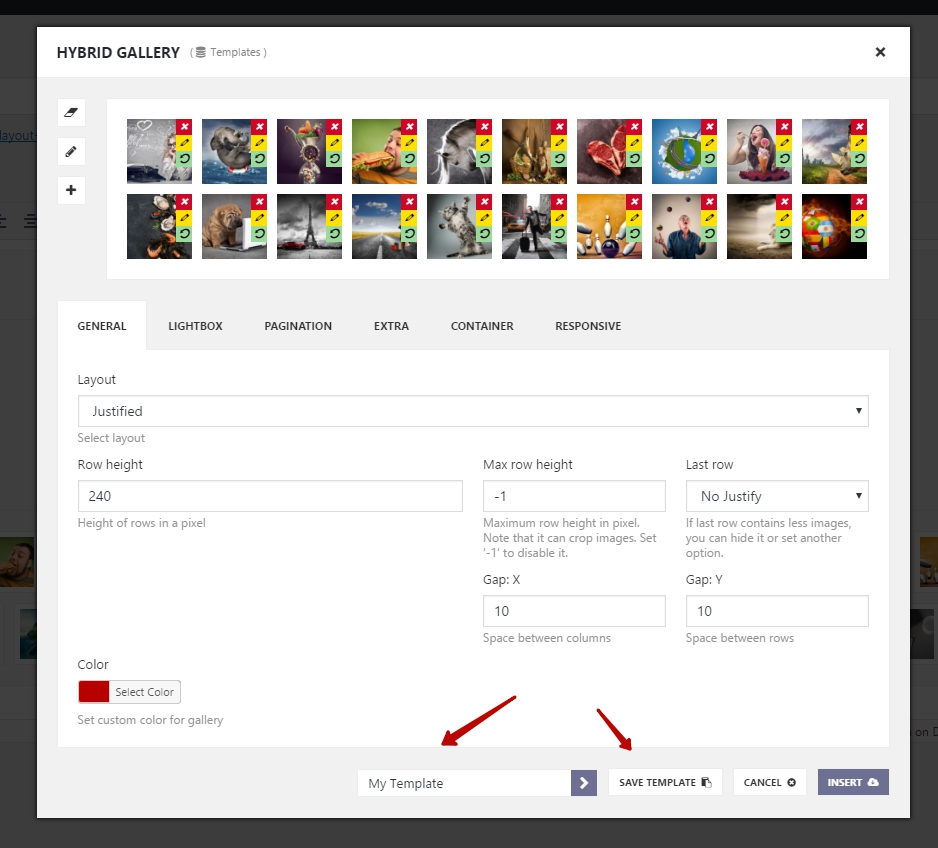 HYBRID GALLERY ( Templates )
layout-
GENERAL LIGHTBOX PAGINATION EXTRA CONTAINER RESPONSIVE
Layout
Justified
Select layout
Row height Max row height Last row
240 -1 No Justify
Height of rows in a pixel
Maximum row height in pixel.
Note that it can crop images. Set
'-1' to disable it.
If last row contains less images,
you can hide it or set another
option.
Gap: X Gap: Y
10 10
Space between columns Space between rows
Color
Select Color
Set custom color for gallery
on D
My Template SAVE TEMPLATE CANCEL INSERT